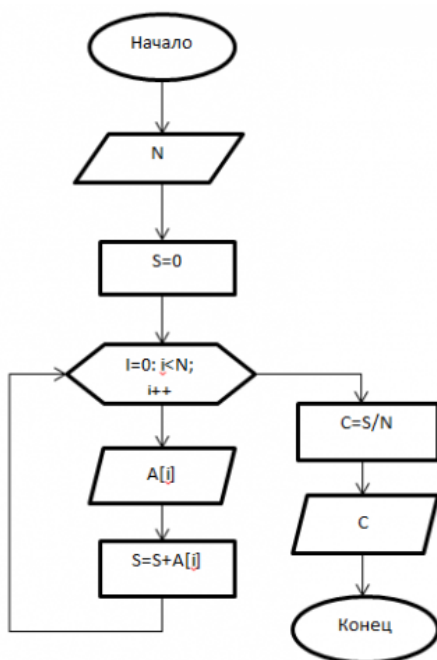 Начало
N
S=0
I=0: i<N;
i++
A[i]
S=S+A[i]
C=S/N
C
Конец